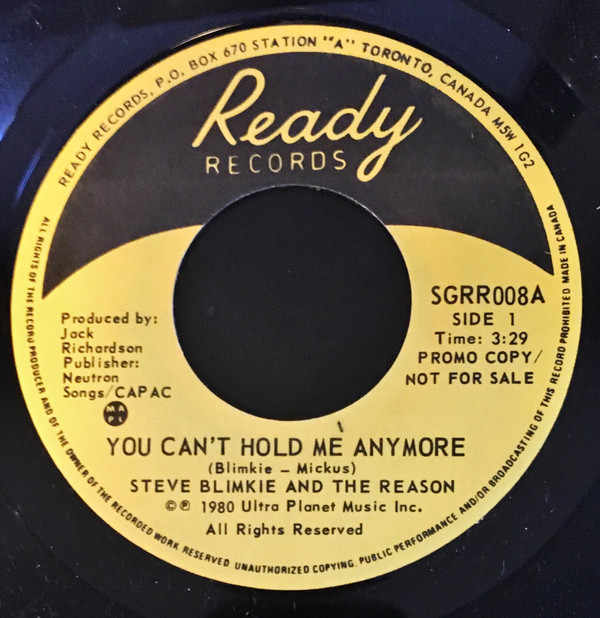 READY RECORDS, P.O. BOX 670 STATION "A" TORONTO, CANADA M5W 1G2
Ready
RECORDS
SGRR008A
SIDE 1
Time: 3:29
PROMO COPY/
NOT FOR SALE
Produced by:
Jack
Richardson
Publisher:
Neutron
Songs/CAPAC
MAPL
YOU CAN'T HOLD ME ANYMORE
(Blimkie – Mickus)
STEVE BLIMKIE AND THE REASON
©℗ 1980 Ultra Planet Music Inc.
All Rights Reserved
ALL RIGHTS OF THE RECORD PRODUCER AND OF THE OWNER OF THE RECORDED WORK RESERVED UNAUTHORIZED COPYING, PUBLIC PERFORMANCE AND/OR BROADCASTING OF THIS RECORD PROHIBITED MADE IN CANADA